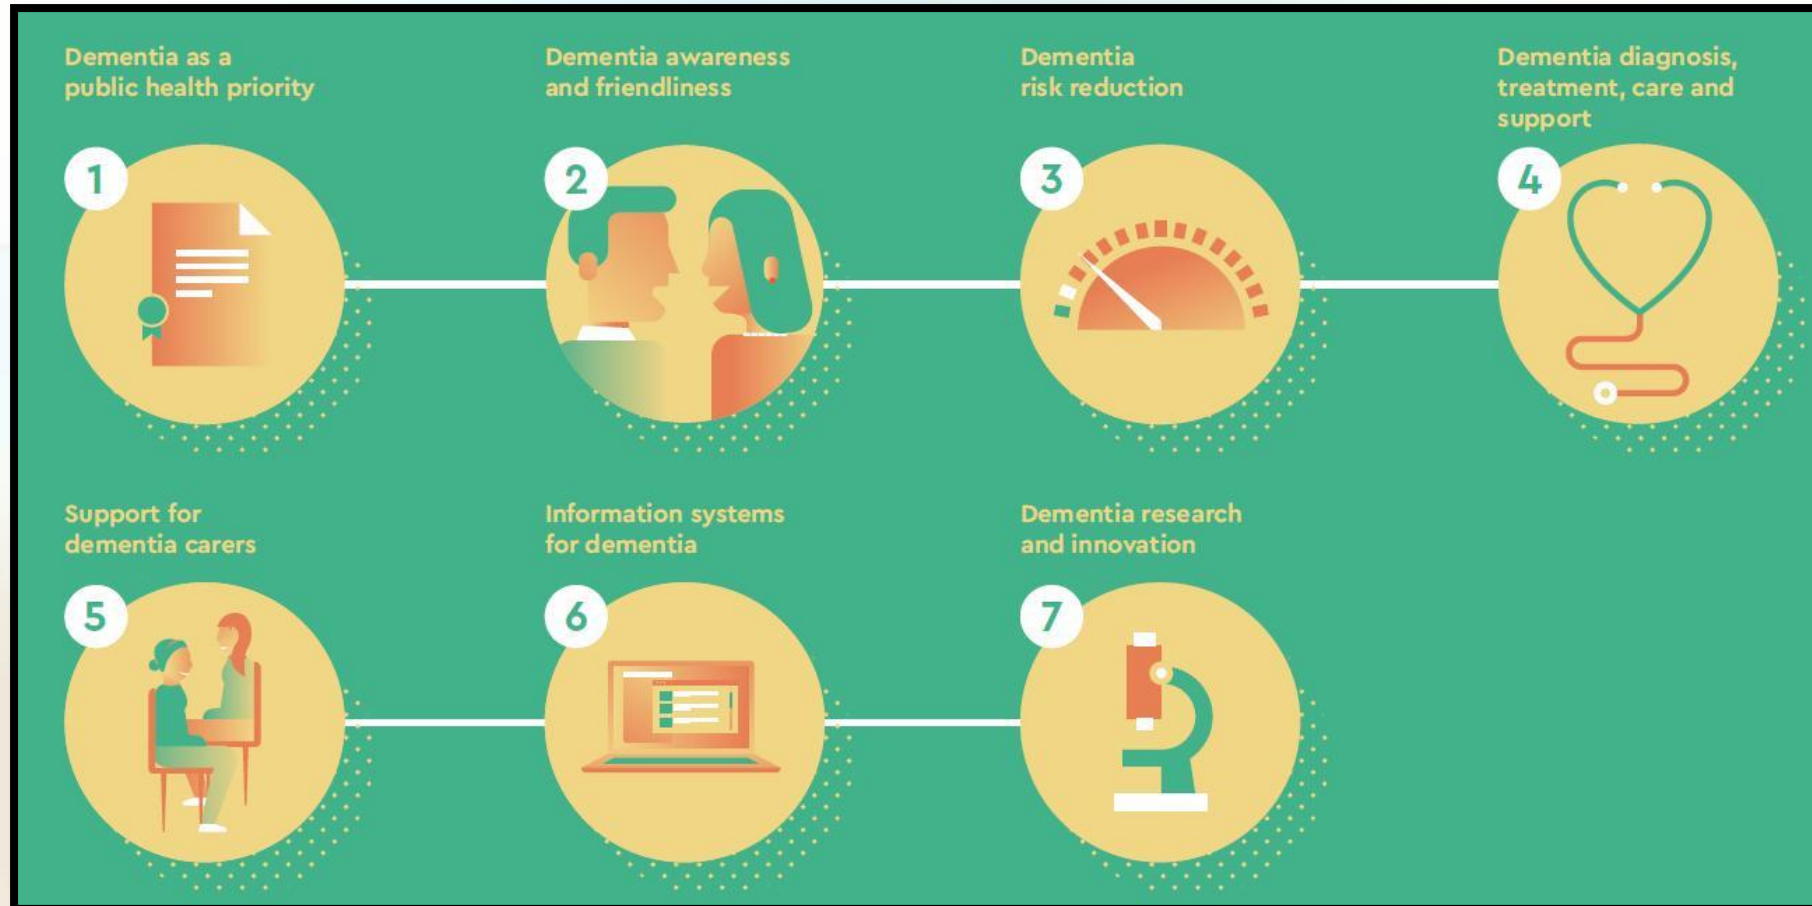 Dementia as a
public health priority
1
Dementia awareness
and friendliness
2
Dementia
risk reduction
3
Dementia diagnosis,
treatment, care and
support
4
Support for
dementia carers
5
Information systems
for dementia
6
Dementia research
and innovation
7